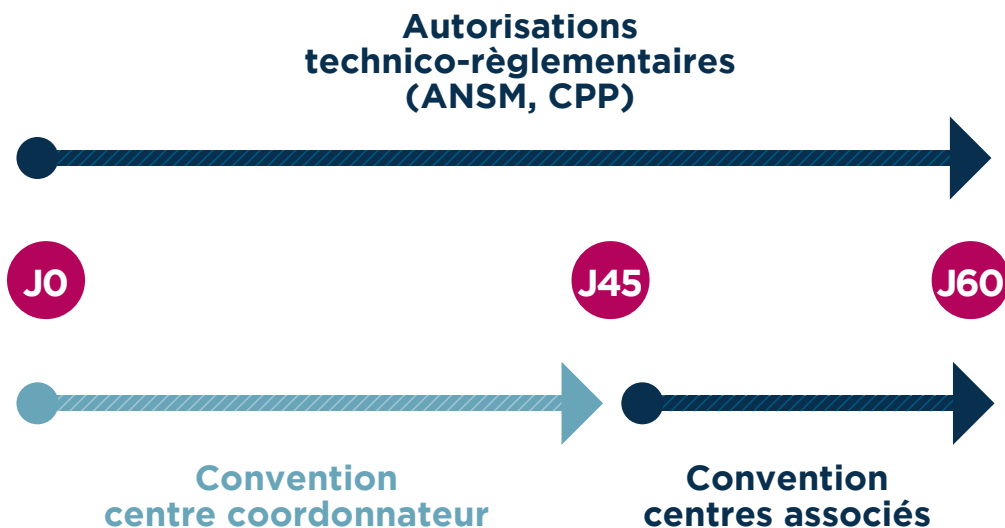 Autorisations
technico-règlementaires
(ANSM, CPP)
J0 J45 J60
Convention
centre coordonnateur
Convention
centres associés